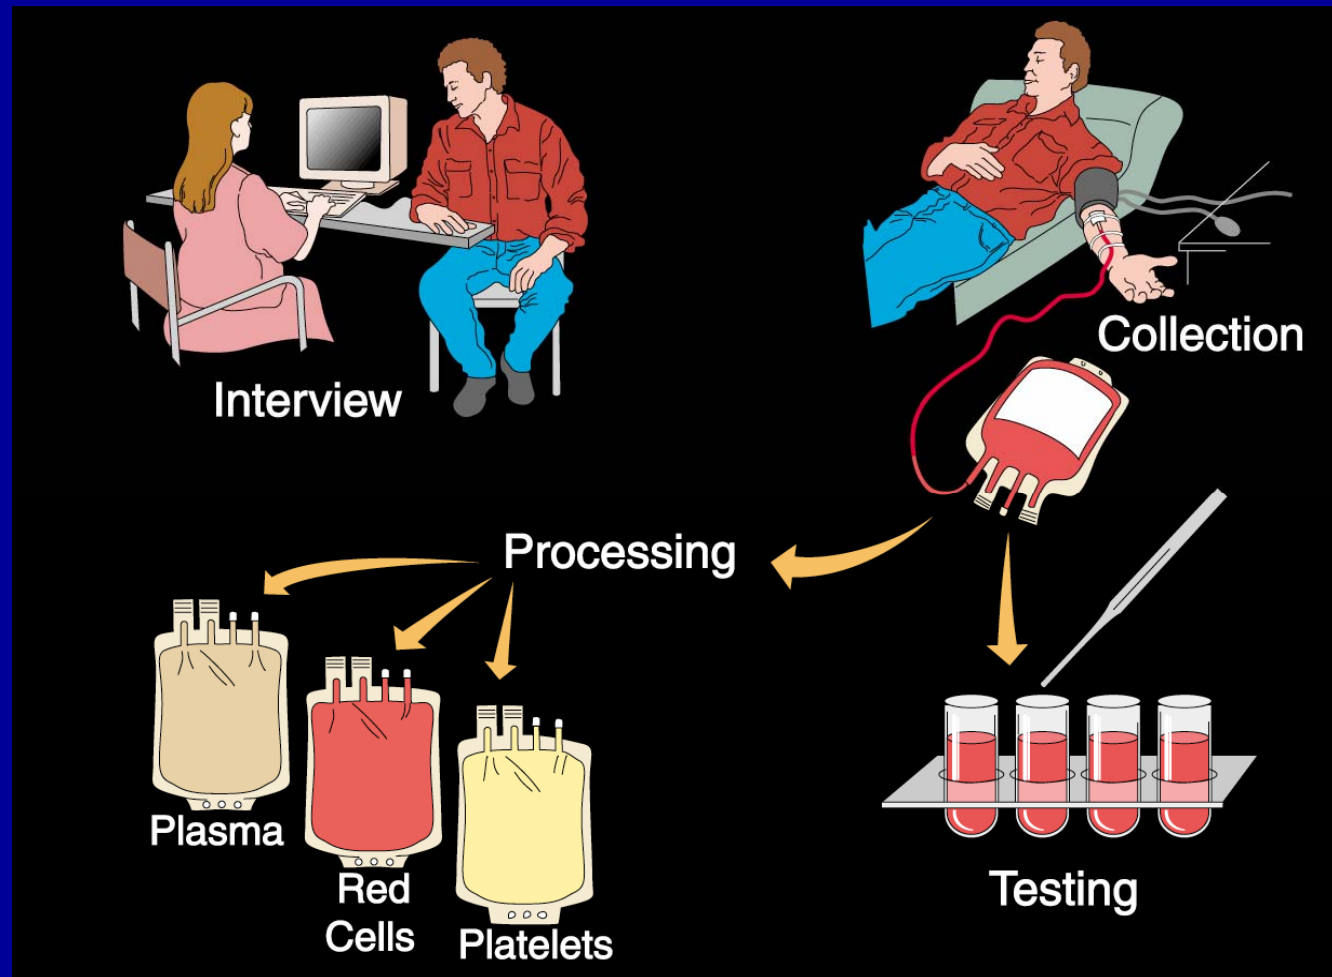 Interview
Collection
Processing
Plasma
Red
Cells
Platelets
Testing